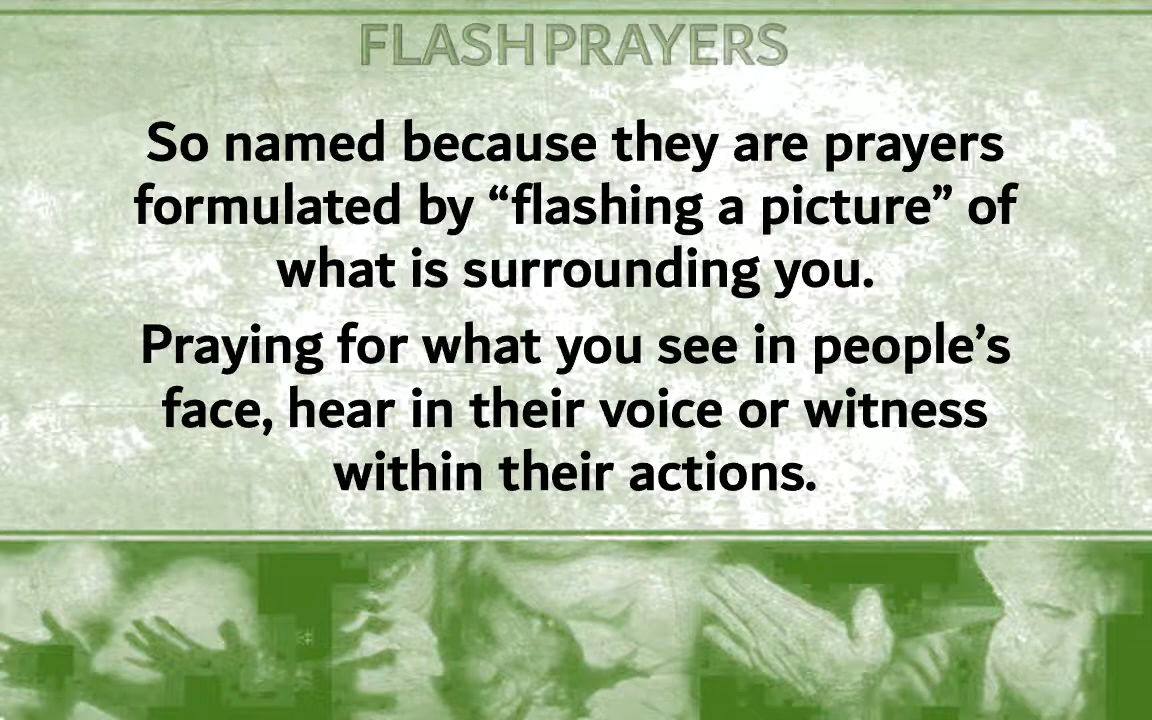 FLASH PRAYERS
So named because they are prayers
formulated by “flashing a picture” of
what is surrounding you.
Praying for what you see in people’s
face, hear in their voice or witness
within their actions.